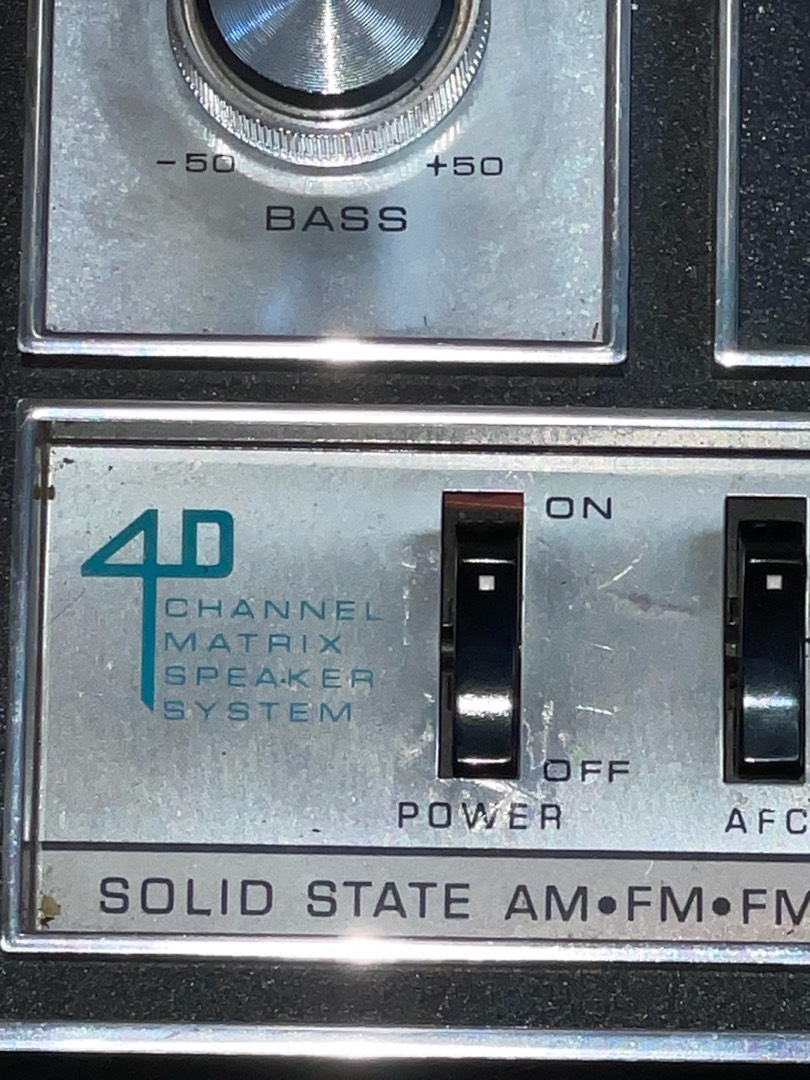 -50 +50
BASS
4D
CHANNEL
MATRIX
SPEAKER
SYSTEM
ON
OFF
POWER AFC
SOLID STATE AM•FM•FM